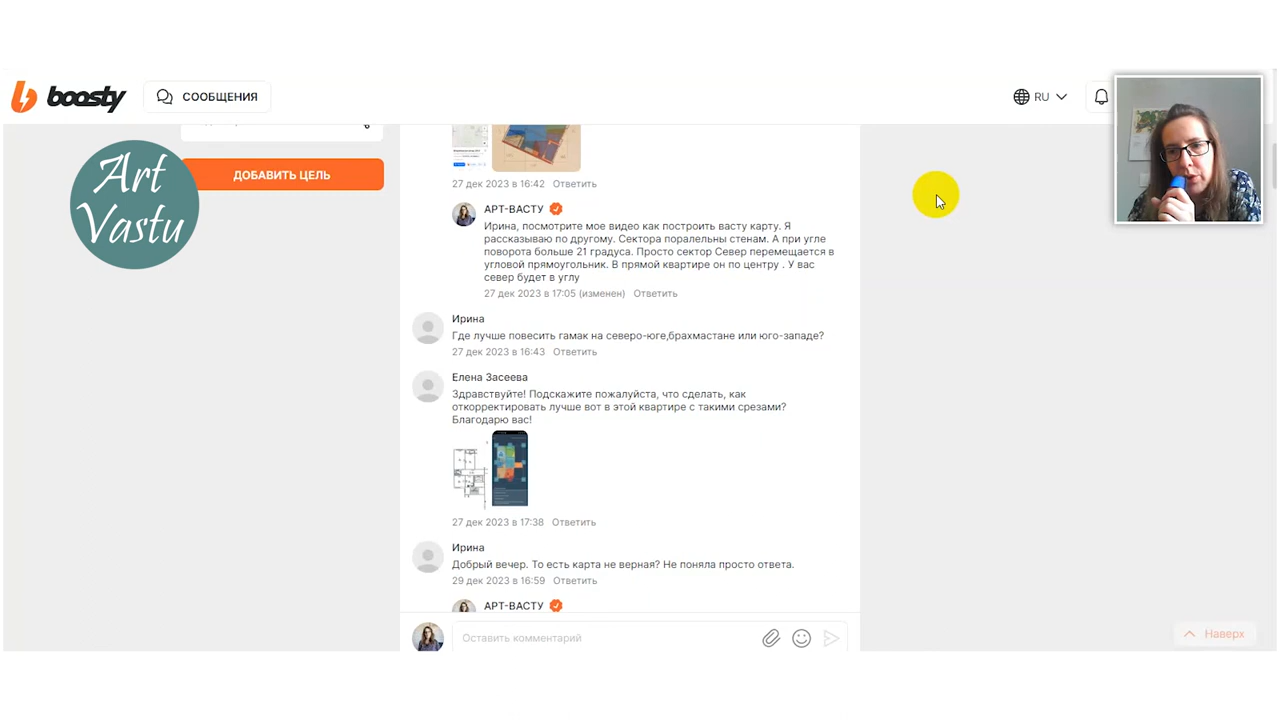 boosty
СООБЩЕНИЯ
RU
ДОБАВИТЬ ЦЕЛЬ
Art
Vastu
27 дек 2023 в 16:42 Ответить
АРТ-ВАСТУ
Ирина, посмотрите мое видео как построить васту карту. Я
рассказываю по другому. Сектора поралельны стенам. А при угле
поворота больше 21 градуса. Просто сектор Север перемещается в
угловой прямоугольник. В прямой квартире он по центру . У вас
север будет в углу
27 дек 2023 в 17:05 (изменен) Ответить
Ирина
Где лучше повесить гамак на северо-юге,брахмастане или юго-западе?
27 дек 2023 в 16:43 Ответить
Елена Засеева
Здравствуйте! Подскажите пожалуйста, что сделать, как
откорректировать лучше вот в этой квартире с такими срезами?
Благодарю вас!
27 дек 2023 в 17:38 Ответить
Ирина
Добрый вечер. То есть карта не верная? Не поняла просто ответа.
29 дек 2023 в 16:59 Ответить
АРТ-ВАСТУ
Оставить комментарий
Наверх